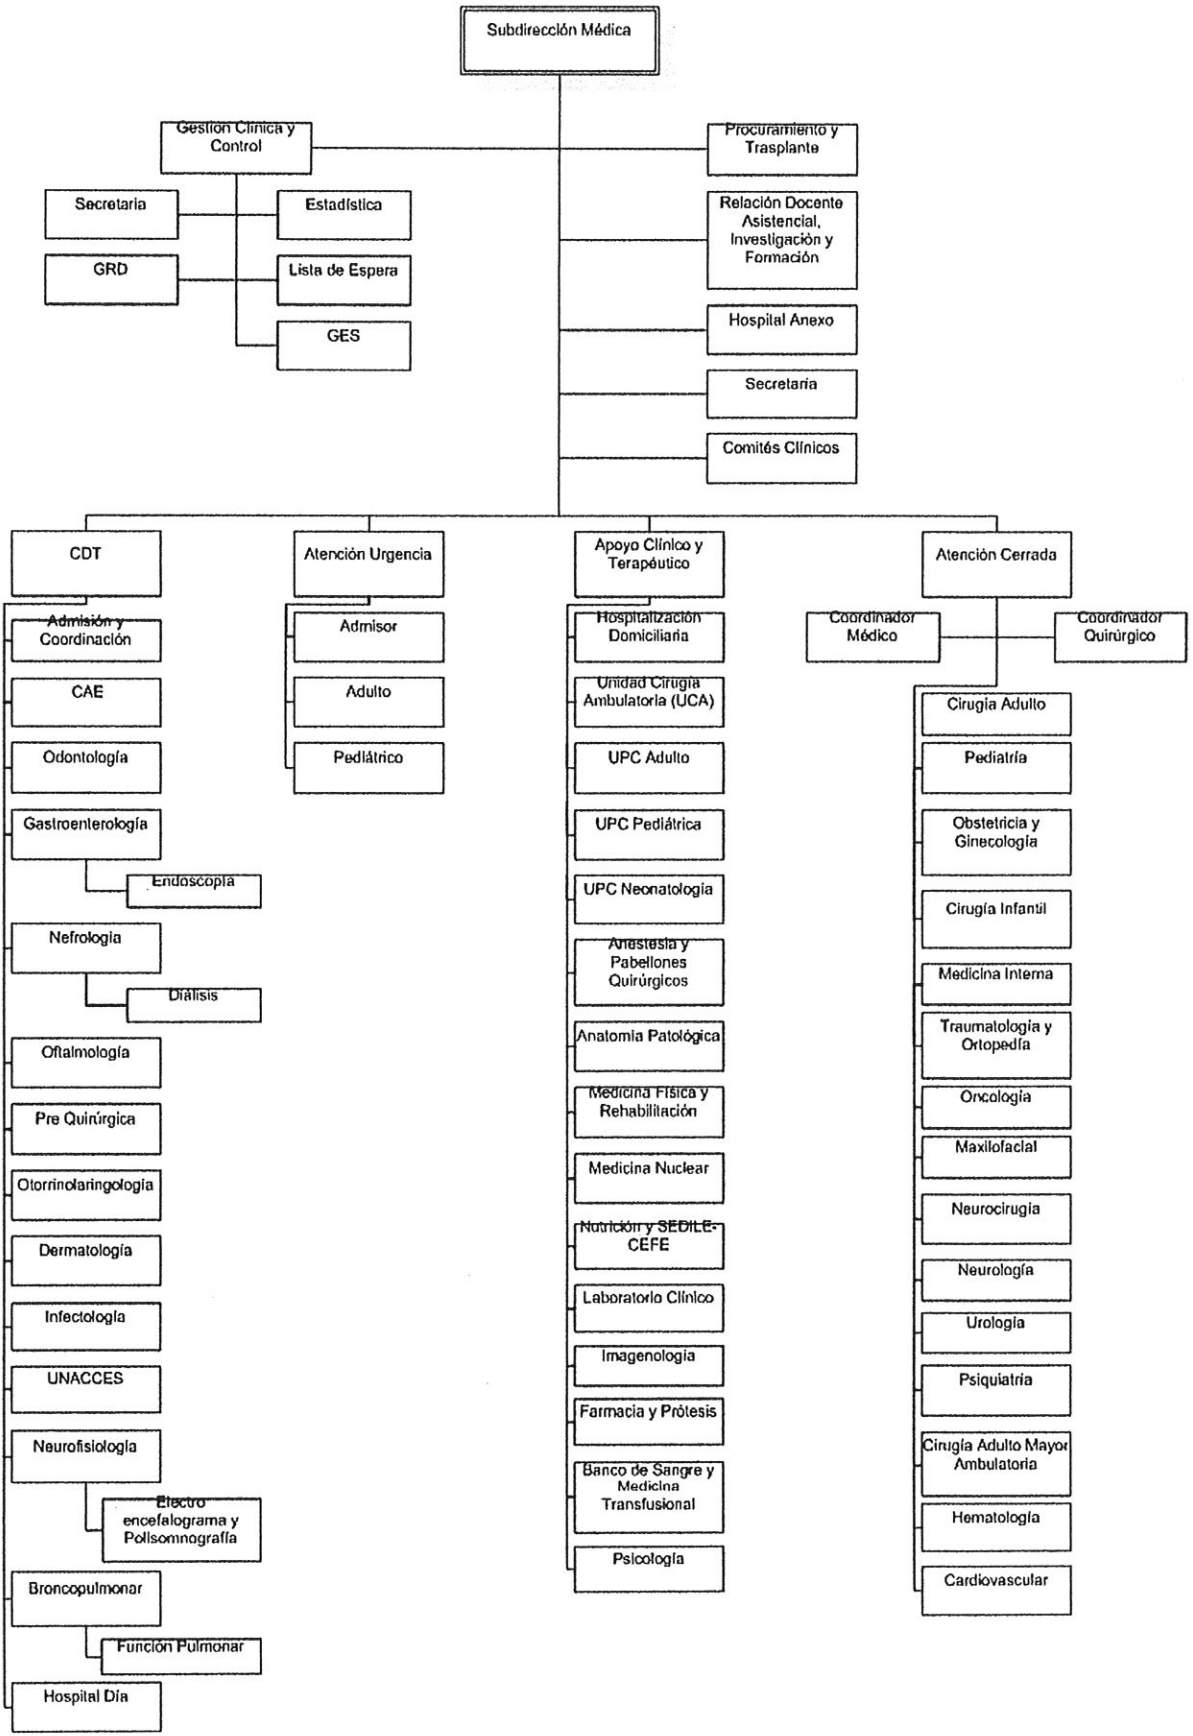 Subdirección Médica
Gestión Clínica y
Control
Procuramiento y
Trasplante
Secretaria
Estadística
GRD
Lista de Espera
GES
Relación Docente
Asistencial,
Investigación y
Formación
Hospital Anexo
Secretaría
Comités Clínicos
CDT
Admisión y
Coordinación
CAE
Odontología
Gastroenterología
Endoscopía
Nefrología
Diálisis
Oftalmología
Pre Quirúrgica
Otorrinolaringología
Dermatología
Infectología
UNACCES
Neurofisiología
Electro
encefalograma y
Polisomnografía
Broncopulmonar
Función Pulmonar
Hospital Día
Atención Urgencia
Admisor
Adulto
Pediátrico
Apoyo Clínico y
Terapéutico
Hospitalización
Domiciliaria
Unidad Cirugía
Ambulatoria (UCA)
UPC Adulto
UPC Pediátrica
UPC Neonatología
Anestesia y
Pabellones
Quirúrgicos
Anatomía Patológica
Medicina Física y
Rehabilitación
Medicina Nuclear
Nutrición y SEDILE-
CEFE
Laboratorio Clínico
Imagenología
Farmacia y Prótesis
Banco de Sangre y
Medicina
Transfusional
Psicología
Atención Cerrada
Coordinador
Médico
Coordinador
Quirúrgico
Cirugía Adulto
Pediatría
Obstetricia y
Ginecología
Cirugía Infantil
Medicina Interna
Traumatología y
Ortopedía
Oncología
Maxilofacial
Neurocirugía
Neurología
Urología
Psiquiatría
Cirugía Adulto Mayor
Ambulatoria
Hematología
Cardiovascular